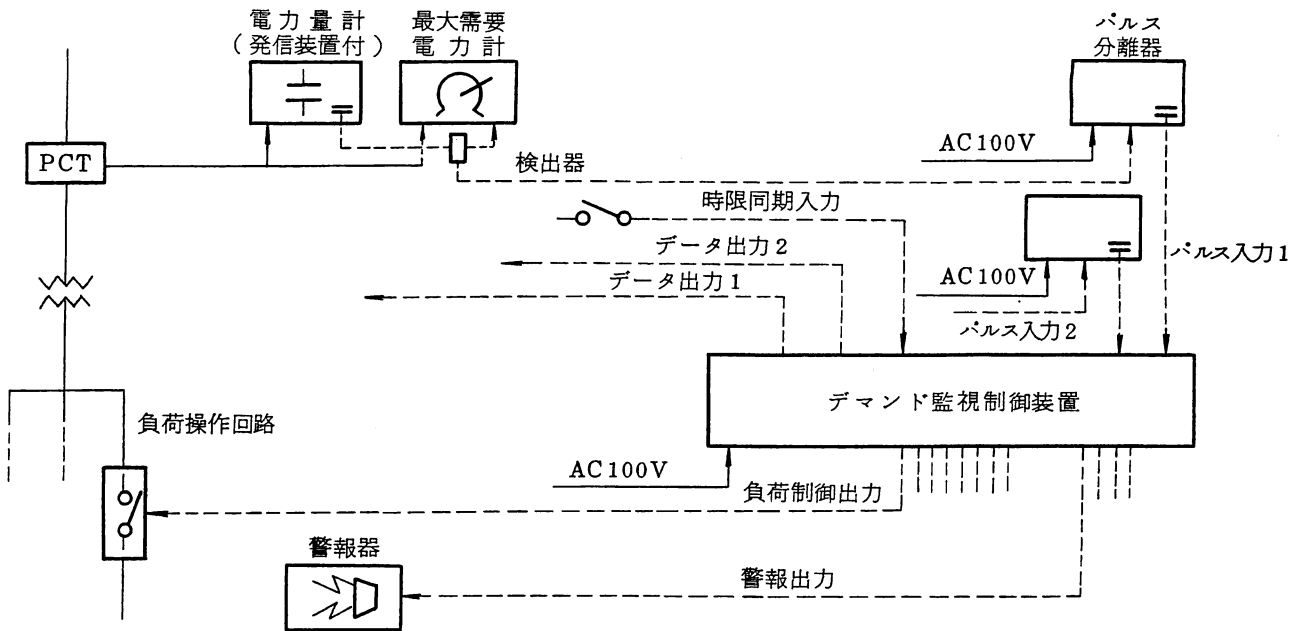 電力量計
(発信装置付)
最大需要
電力計
パルス
分離器
PCT
AC100V
検出器
時限同期入力
データ出力2
データ出力1
AC100V
パルス入力1
パルス入力2
デマンド監視制御装置
負荷操作回路
AC100V
負荷制御出力
警報器
警報出力